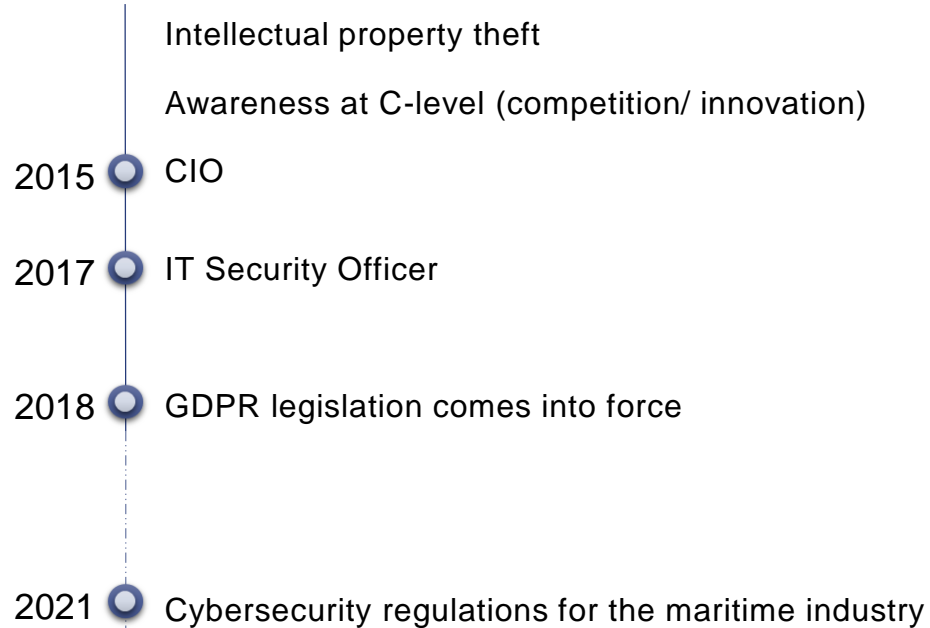 Intellectual property theft
Awareness at C-level (competition/ innovation)
2015 CIO
2017 IT Security Officer
2018 GDPR legislation comes into force
2021 Cybersecurity regulations for the maritime industry